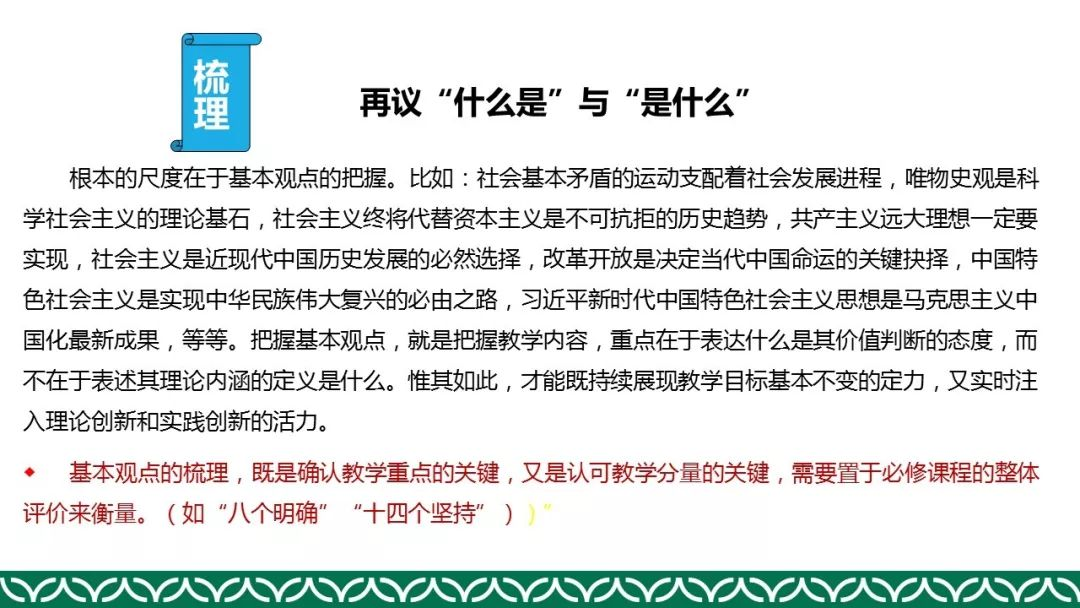 梳
理
再议“什么是”与“是什么”
根本的尺度在于基本观点的把握。比如：社会基本矛盾的运动支配着社会发展进程，唯物史观是科
学社会主义的理论基石，社会主义终将代替资本主义是不可抗拒的历史趋势，共产主义远大理想一定要
实现，社会主义是近现代中国历史发展的必然选择，改革开放是决定当代中国命运的关键抉择，中国特
色社会主义是实现中华民族伟大复兴的必由之路，习近平新时代中国特色社会主义思想是马克思主义中
国化最新成果，等等。把握基本观点，就是把握教学内容，重点在于表达什么是其价值判断的态度，而
不在于表述其理论内涵的定义是什么。惟其如此，才能既持续展现教学目标基本不变的定力，又实时注
入理论创新和实践创新的活力。
基本观点的梳理，既是确认教学重点的关键，又是认可教学分量的关键，需要置于必修课程的整体
评价来衡量。（如“八个明确”“十四个坚持”））”